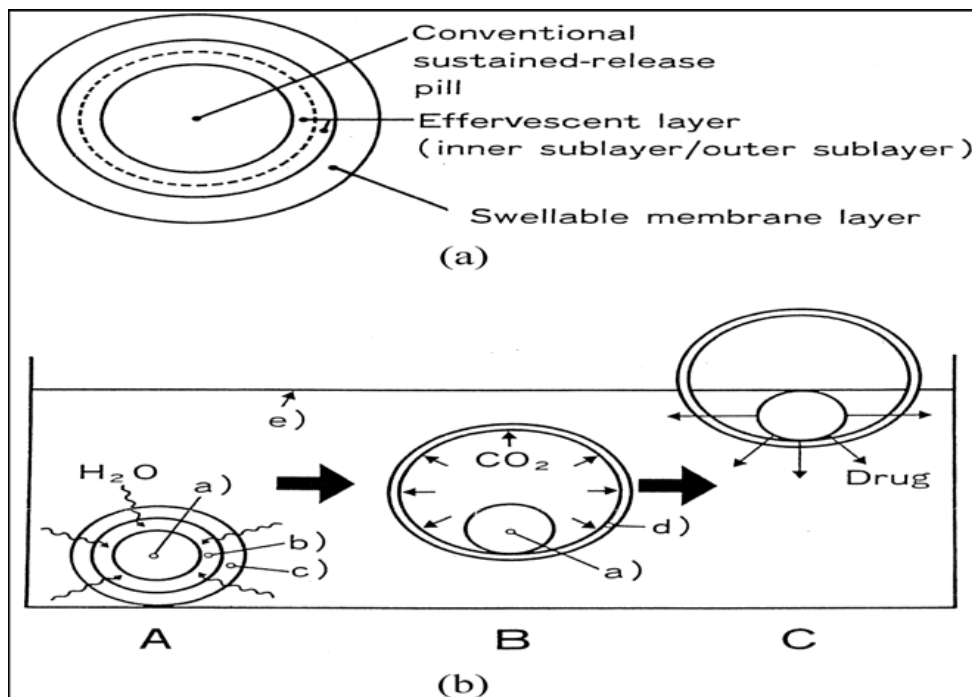 Conventional
sustained-release
pill
Effervescent layer
(inner sublayer/outer sublayer)
Swellable membrane layer
(a)
e)
H₂O
a)
b)
c)
CO₂
d)
a)
Drug
A
B
C
(b)